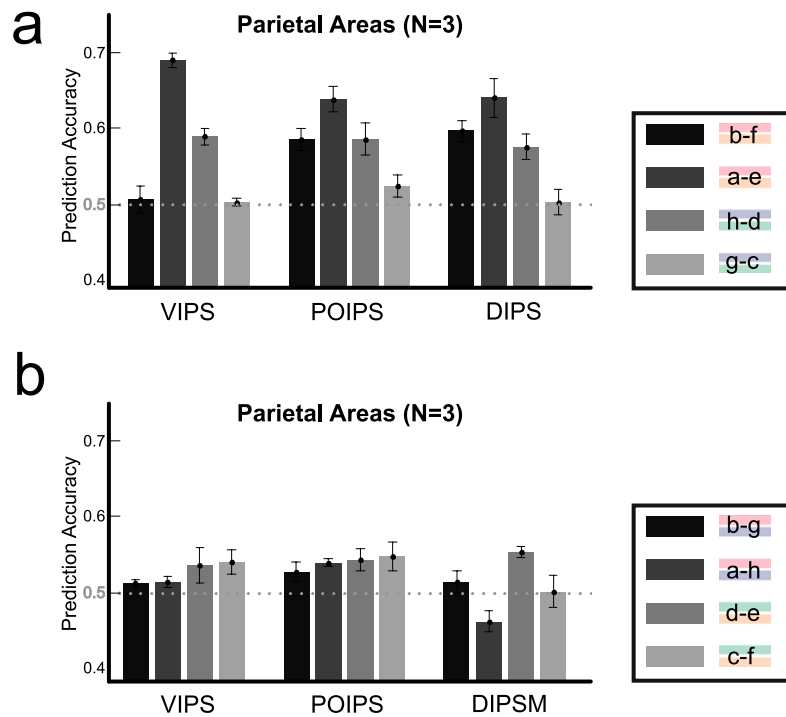 a
Parietal Areas (N=3)
Prediction Accuracy
0.7
0.6
0.5
0.4
VIPS
POIPS
DIPS
b-f
a-e
h-d
g-c
b
Parietal Areas (N=3)
Prediction Accuracy
0.7
0.6
0.5
0.4
VIPS
POIPS
DIPSM
b-g
a-h
d-e
c-f